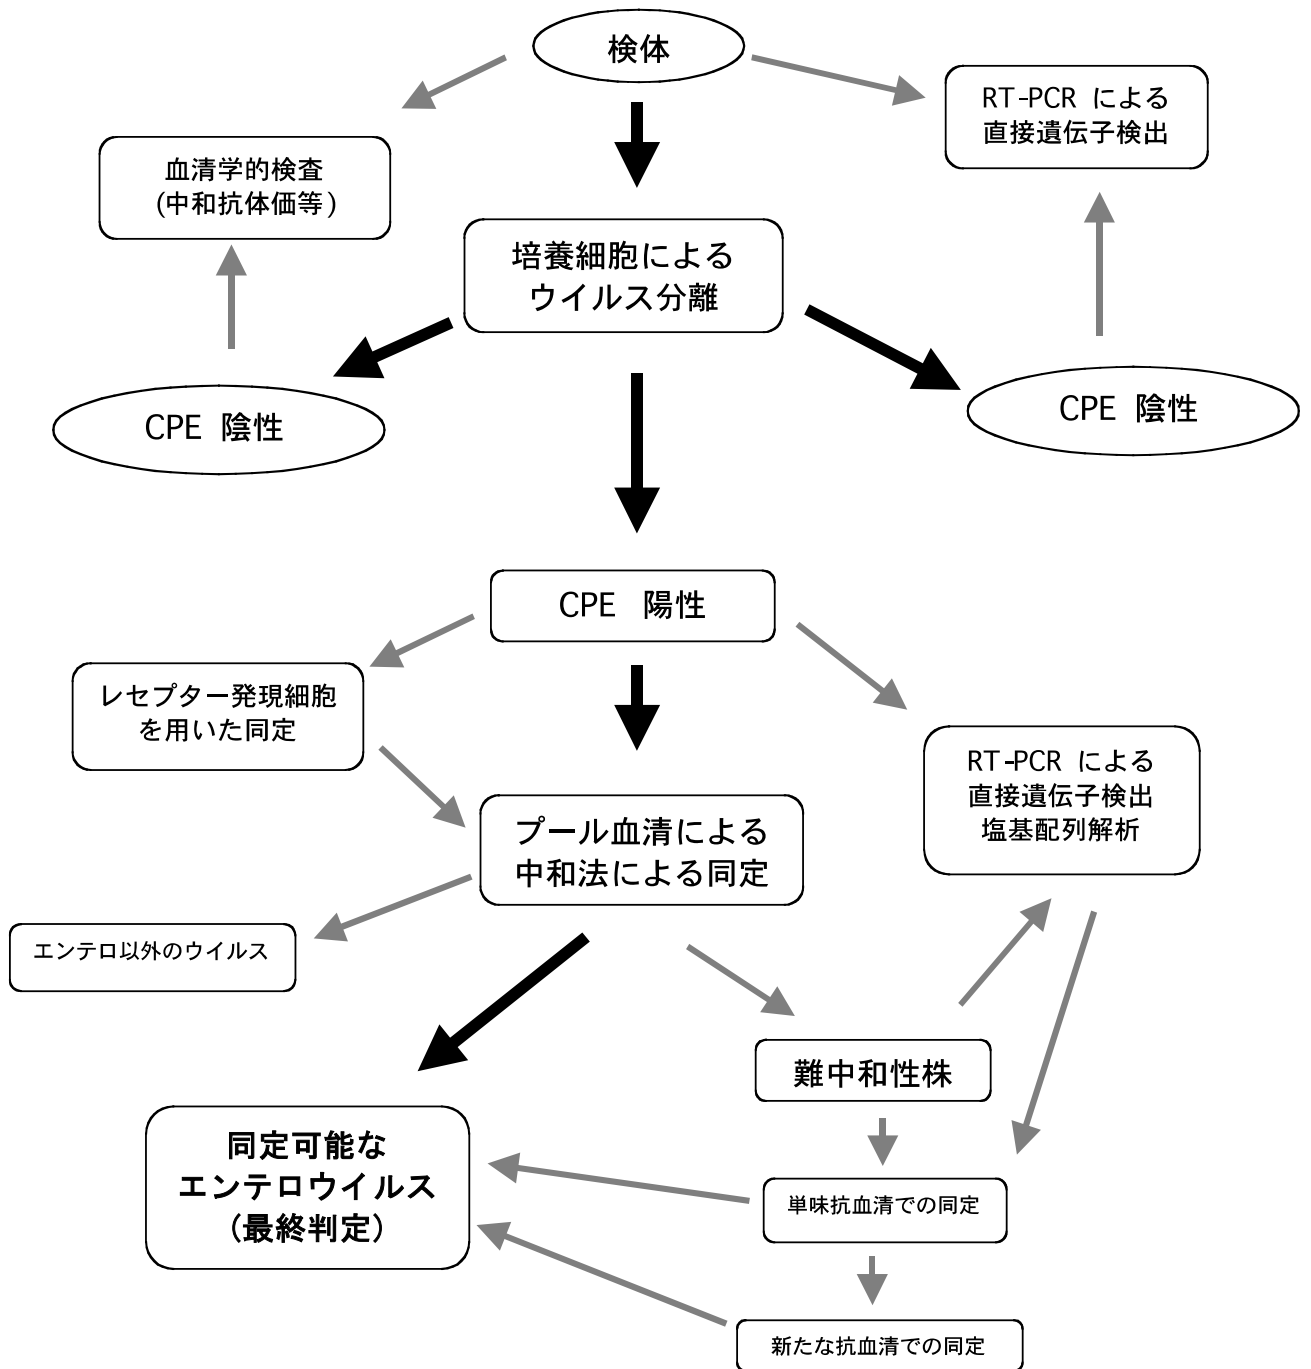 検体
RT-PCR による
直接遺伝子検出
血清学的検査
(中和抗体価等)
培養細胞による
ウイルス分離
CPE 陰性
CPE 陰性
CPE 陽性
レセプター発現細胞
を用いた同定
RT-PCR による
直接遺伝子検出
塩基配列解析
プール血清による
中和法による同定
エンテロ以外のウイルス
難中和性株
同定可能な
エンテロウイルス
(最終判定)
単味抗血清での同定
新たな抗血清での同定